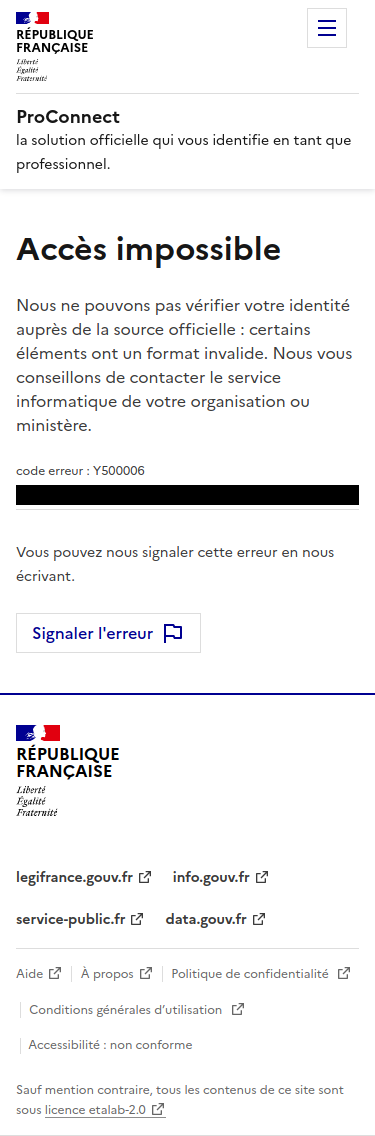 RÉPUBLIQUE
FRANÇAISE
Liberté
Égalité
Fraternité
ProConnect
la solution officielle qui vous identifie en tant que
professionnel.
Accès impossible
Nous ne pouvons pas vérifier votre identité
auprès de la source officielle : certains
éléments ont un format invalide. Nous vous
conseillons de contacter le service
informatique de votre organisation ou
ministère.
code erreur : Y500006
Vous pouvez nous signaler cette erreur en nous
écrivant.
Signaler l'erreur
RÉPUBLIQUE
FRANÇAISE
Liberté
Égalité
Fraternité
legifrance.gouv.fr info.gouv.fr
service-public.fr data.gouv.fr
Aide À propos Politique de confidentialité
Conditions générales d’utilisation
Accessibilité : non conforme
Sauf mention contraire, tous les contenus de ce site sont
sous licence etalab-2.0